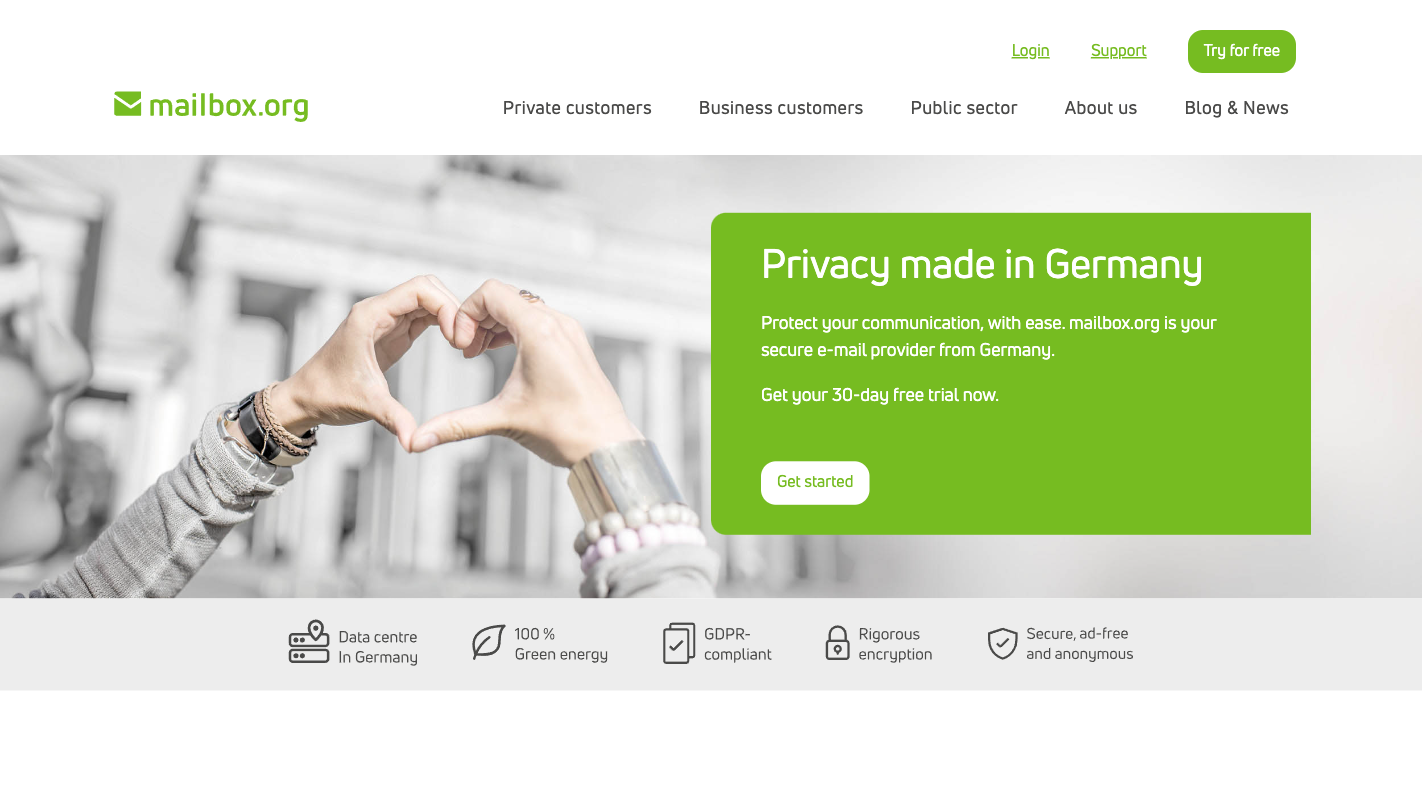 Login
Support
Try for free
mailbox.org
Private customers
Business customers
Public sector
About us
Blog & News
Privacy made in Germany
Protect your communication, with ease. mailbox.org is your
secure e-mail provider from Germany.
Get your 30-day free trial now.
Get started
Data centre
In Germany
100 %
Green energy
GDPR-
compliant
Rigorous
encryption
Secure, ad-free
and anonymous